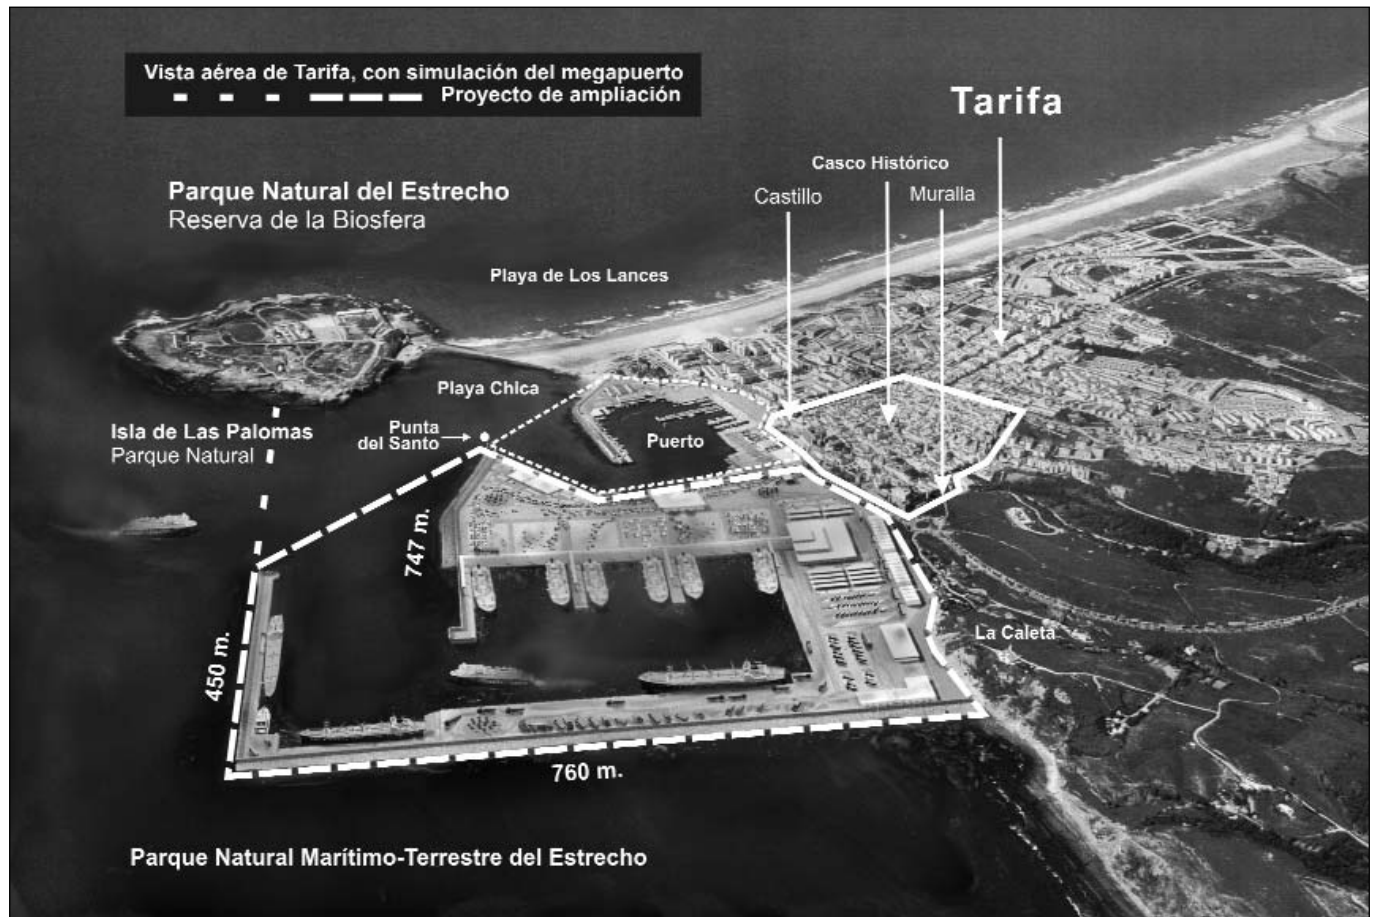 Vista aérea de Tarifa, con simulación del megapuerto
Proyecto de ampliación
Tarifa
Casco Histórico
Castillo
Muralla
Parque Natural del Estrecho
Reserva de la Biosfera
Playa de Los Lances
Playa ChIca
Isla de Las Palomas
Parque Natural
Punta
del Santo
Puerto
747 m.
450 m.
La Caleta
760 m.
Parque Natural Marítimo-Terrestre del Estrecho